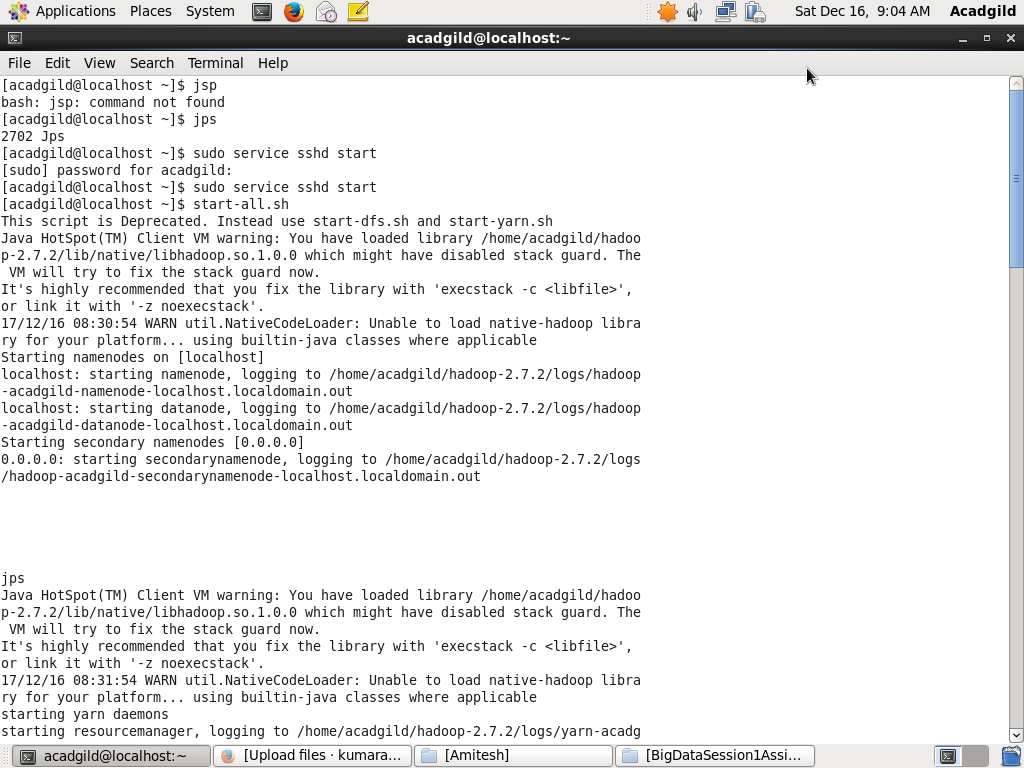 Applications Places System Sat Dec 16, 9:04 AM Acadgild
acadgild@localhost:~
File Edit View Search Terminal Help
[acadgild@localhost ~]$ jsp
bash: jsp: command not found
[acadgild@localhost ~]$ jps
2702 Jps
[acadgild@localhost ~]$ sudo service sshd start
[sudo] password for acadgild:
[acadgild@localhost ~]$ sudo service sshd start
[acadgild@localhost ~]$ start-all.sh
This script is Deprecated. Instead use start-dfs.sh and start-yarn.sh
Java HotSpot(TM) Client VM warning: You have loaded library /home/acadgild/hadoo
p-2.7.2/lib/native/libhadoop.so.1.0.0 which might have disabled stack guard. The
 VM will try to fix the stack guard now.
It's highly recommended that you fix the library with 'execstack -c <libfile>',
or link it with '-z noexecstack'.
17/12/16 08:30:54 WARN util.NativeCodeLoader: Unable to load native-hadoop libra
ry for your platform... using builtin-java classes where applicable
Starting namenodes on [localhost]
localhost: starting namenode, logging to /home/acadgild/hadoop-2.7.2/logs/hadoop
-acadgild-namenode-localhost.localdomain.out
localhost: starting datanode, logging to /home/acadgild/hadoop-2.7.2/logs/hadoop
-acadgild-datanode-localhost.localdomain.out
Starting secondary namenodes [0.0.0.0]
0.0.0.0: starting secondarynamenode, logging to /home/acadgild/hadoop-2.7.2/logs
/hadoop-acadgild-secondarynamenode-localhost.localdomain.out
jps
Java HotSpot(TM) Client VM warning: You have loaded library /home/acadgild/hadoo
p-2.7.2/lib/native/libhadoop.so.1.0.0 which might have disabled stack guard. The
 VM will try to fix the stack guard now.
It's highly recommended that you fix the library with 'execstack -c <libfile>',
or link it with '-z noexecstack'.
17/12/16 08:31:54 WARN util.NativeCodeLoader: Unable to load native-hadoop libra
ry for your platform... using builtin-java classes where applicable
starting yarn daemons
starting resourcemanager, logging to /home/acadgild/hadoop-2.7.2/logs/yarn-acadg
acadgild@localhost:~ [Upload files · kumara... [Amitesh] [BigDataSession1Assi...